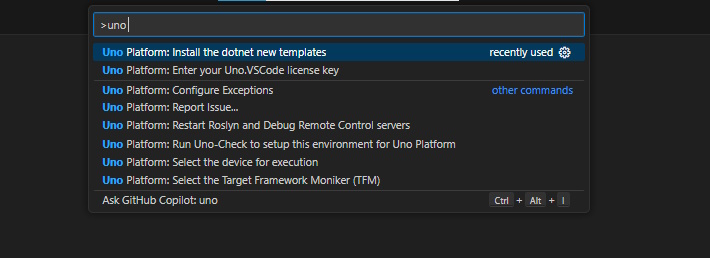 >uno
Uno Platform: Install the dotnet new templates recently used
Uno Platform: Enter your Uno.VSCode license key
Uno Platform: Configure Exceptions other commands
Uno Platform: Report Issue...
Uno Platform: Restart Roslyn and Debug Remote Control servers
Uno Platform: Run Uno-Check to setup this environment for Uno Platform
Uno Platform: Select the device for execution
Uno Platform: Select the Target Framework Moniker (TFM)
Ask GitHub Copilot: uno Ctrl + Alt + I